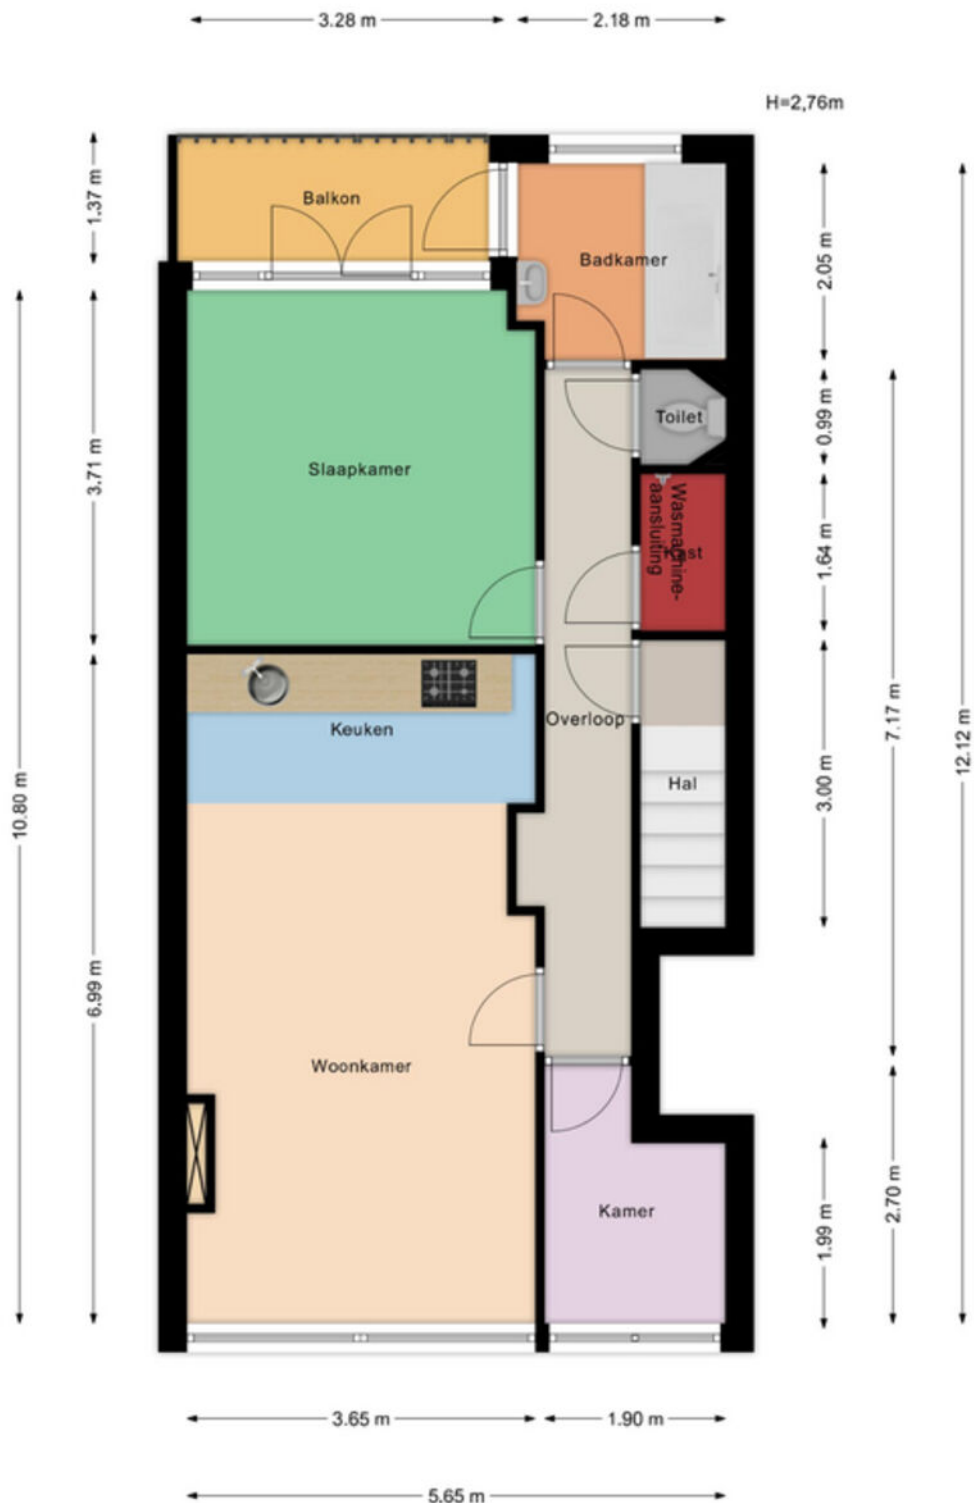 3.28 m
2.18 m
H=2,76m
1.37 m
Balkon
Badkamer
2.05 m
Toilet
0.99 m
3.71 m
Slaapkamer
Wasmachine-
aansluiting
Kast
1.64 m
Keuken
Overloop
Hal
3.00 m
7.17 m
12.12 m
10.80 m
6.99 m
Woonkamer
Kamer
1.99 m
2.70 m
3.65 m
1.90 m
5.65 m